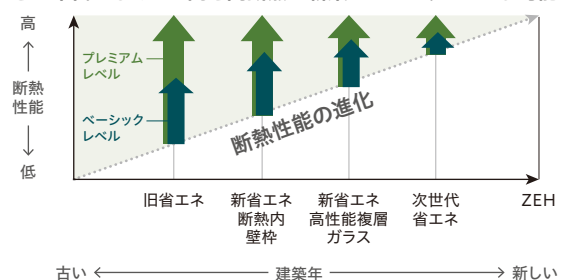 高
断熱
性能
低
プレミアム
レベル
ベーシック
レベル
断熱性能の進化
旧省エネ
新省エネ
断熱内
壁枠
新省エネ
高性能複層
ガラス
次世代
省エネ
ZEH
古い
建築年
新しい